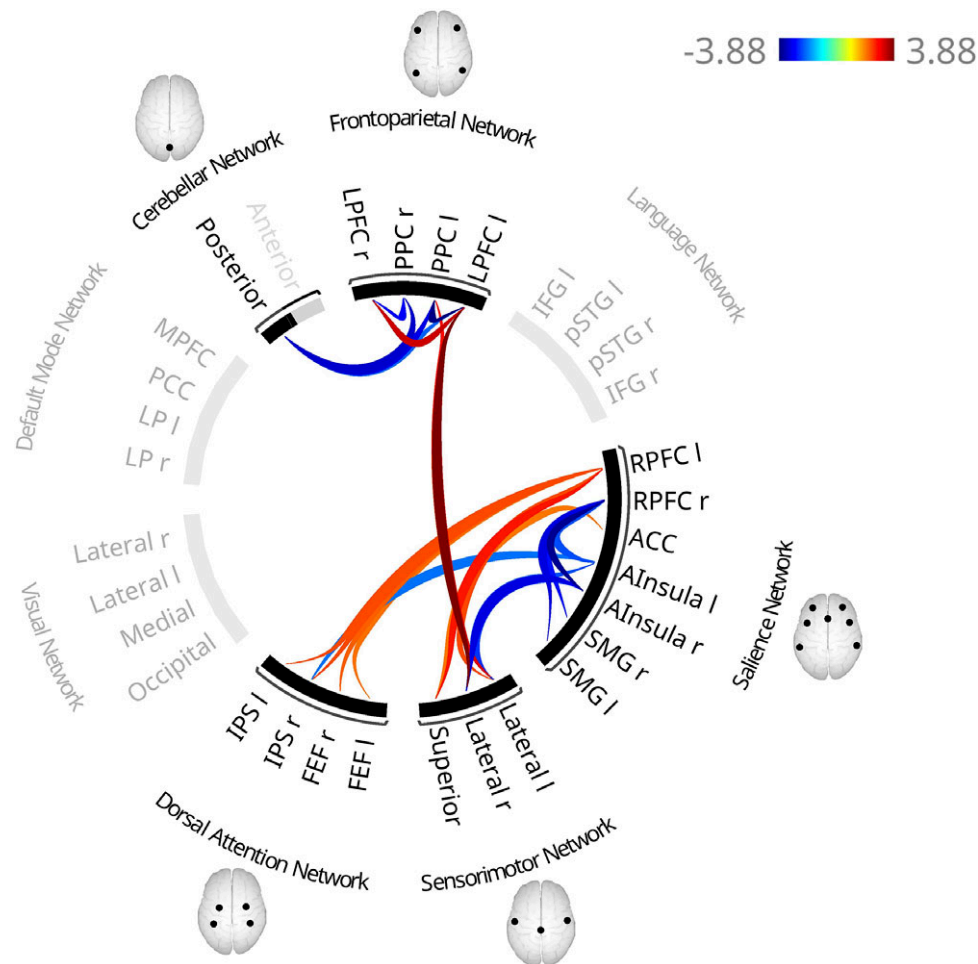 -3.88
3.88
Frontoparietal Network
LPFC r
PPC r
PPC l
LPFC l
Language Network
IFG l
pSTG l
pSTG r
IFG r
Salience Network
RPFC l
RPFC r
ACC
AInsula l
AInsula r
SMG r
SMG l
Sensorimotor Network
Lateral l
Lateral r
Superior
Dorsal Attention Network
FEF l
FEF r
IPS r
IPS l
Visual Network
Occipital
Medial
Lateral l
Lateral r
Default Mode Network
LP r
LP l
PCC
MPFC
Cerebellar Network
Posterior
Anterior